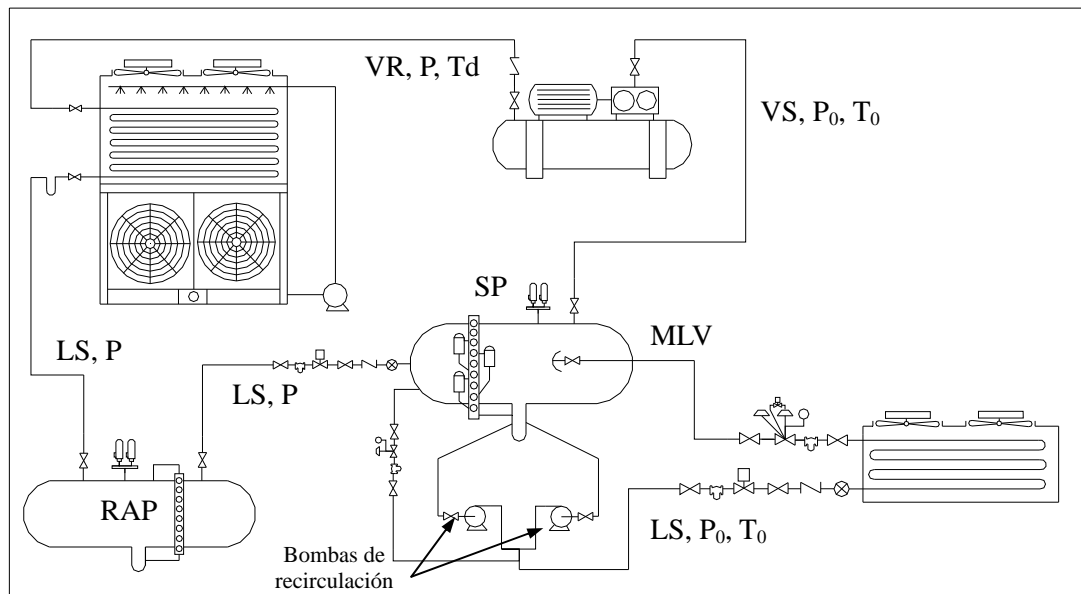 VR, P, Td
VS, P₀, T₀
SP
MLV
LS, P
LS, P
RAP
LS, P₀, T₀
Bombas de
recirculación